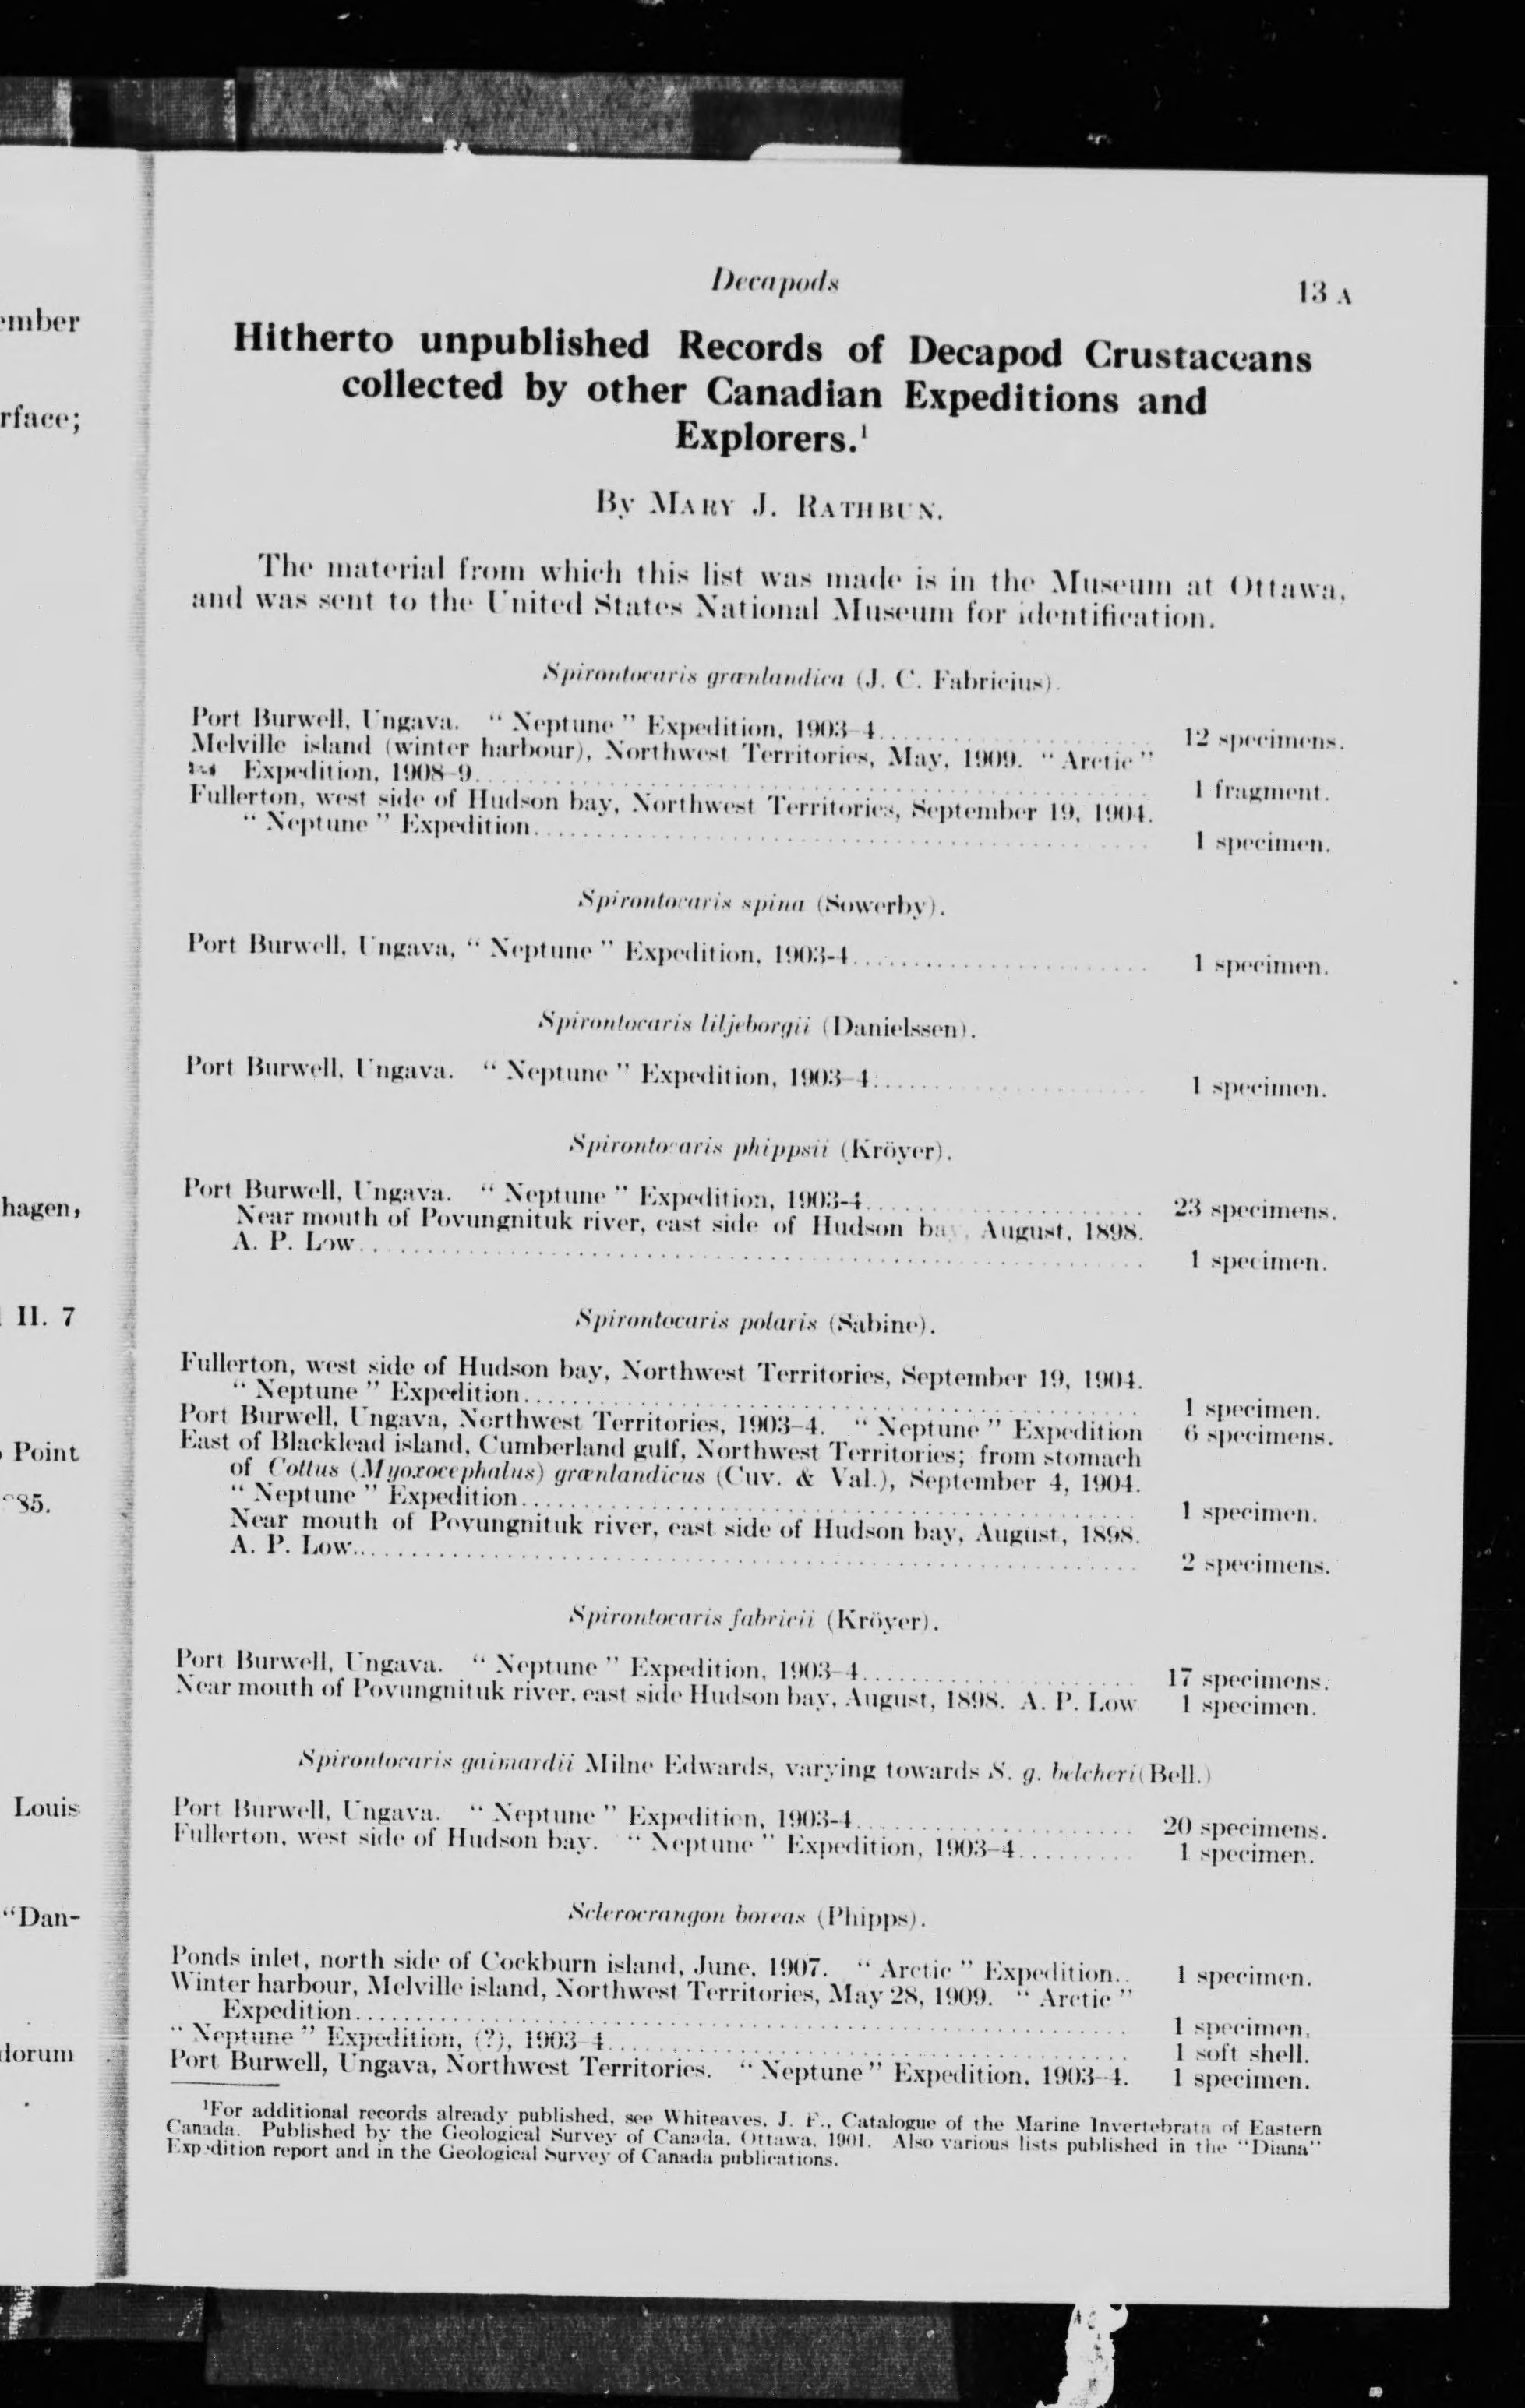 ember
rface;
hagen,
II. 7
Point
85.
Louis
"Dan-
dorum
Decapods
13 A
Hitherto unpublished Records of Decapod Crustaceans
collected by other Canadian Expeditions and
Explorers.¹
By MARY J. RATHBUN.
The material from which this list was made is in the Museum at Ottawa,
and was sent to the United States National Museum for identification.
Spirontocaris grœnlandica (J. C. Fabricius).
Port Burwell, Ungava. "Neptune" Expedition, 1903-4.................... 12 specimens.
Melville island (winter harbour), Northwest Territories, May, 1909. "Arctic"
Expedition, 1908-9.................... 1 fragment.
Fullerton, west side of Hudson bay, Northwest Territories, September 19, 1904.
"Neptune" Expedition.................... 1 specimen.
Spirontocaris spina (Sowerby).
Port Burwell, Ungava, "Neptune" Expedition, 1903-4.................... 1 specimen.
Spirontocaris liljeborgii (Danielssen).
Port Burwell, Ungava. "Neptune" Expedition, 1903-4.................... 1 specimen.
Spirontocaris phippsii (Kröyer).
Port Burwell, Ungava. "Neptune" Expedition, 1903-4.................... 23 specimens.
Near mouth of Povungnituk river, east side of Hudson bay, August, 1898.
A. P. Low.................... 1 specimen.
Spirontocaris polaris (Sabine).
Fullerton, west side of Hudson bay, Northwest Territories, September 19, 1904.
"Neptune" Expedition.................... 1 specimen.
Port Burwell, Ungava, Northwest Territories, 1903-4. "Neptune" Expedition 6 specimens.
East of Blacklead island, Cumberland gulf, Northwest Territories; from stomach
of Cottus (Myoxocephalus) grœnlandicus (Cuv. & Val.), September 4, 1904.
"Neptune" Expedition.................... 1 specimen.
Near mouth of Povungnituk river, east side of Hudson bay, August, 1898.
A. P. Low.................... 2 specimens.
Spirontocaris fabricii (Kröyer).
Port Burwell, Ungava. "Neptune" Expedition, 1903-4.................... 17 specimens.
Near mouth of Povungnituk river, east side Hudson bay, August, 1898. A. P. Low 1 specimen.
Spirontocaris gaimardii Milne Edwards, varying towards S. g. belcheri (Bell.)
Port Burwell, Ungava. "Neptune" Expedition, 1903-4.................... 20 specimens.
Fullerton, west side of Hudson bay. "Neptune" Expedition, 1903-4.......... 1 specimen.
Sclerocrangon boreas (Phipps).
Ponds inlet, north side of Cockburn island, June, 1907. "Arctic" Expedition.. 1 specimen.
Winter harbour, Melville island, Northwest Territories, May 28, 1909. "Arctic"
Expedition.................... 1 specimen.
"Neptune" Expedition, (?), 1903-4.................... 1 soft shell.
Port Burwell, Ungava, Northwest Territories. "Neptune" Expedition, 1903-4. 1 specimen.
¹For additional records already published, see Whiteaves, J. F., Catalogue of the Marine Invertebrata of Eastern
Canada. Published by the Geological Survey of Canada, Ottawa, 1901. Also various lists published in the "Diana"
Expedition report and in the Geological Survey of Canada publications.